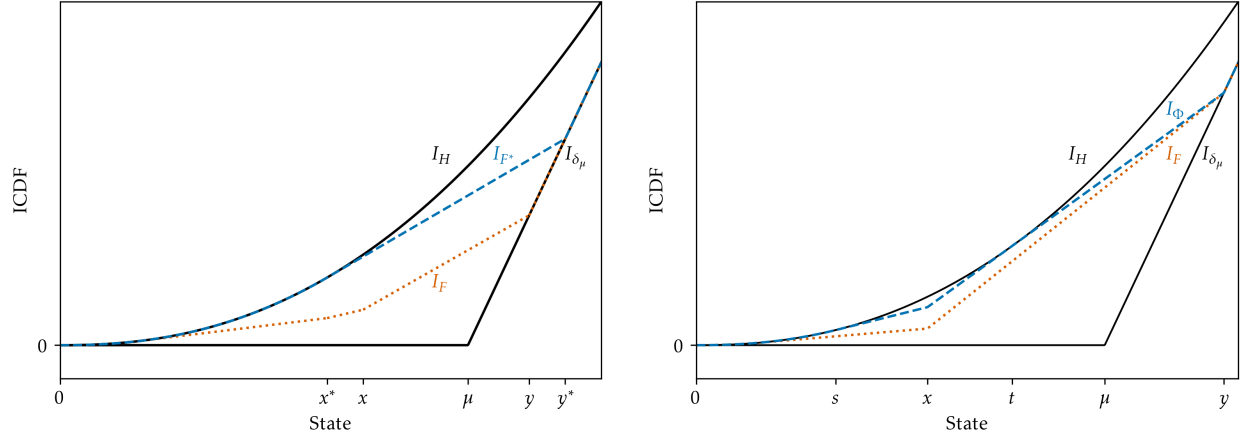 ICDF
I_H
I_{F*}
I_{δ_μ}
I_F
0
0
x*
x
μ
y
y*
State
ICDF
I_Φ
I_H
I_F
I_{δ_μ}
0
0
s
x
t
μ
y
State